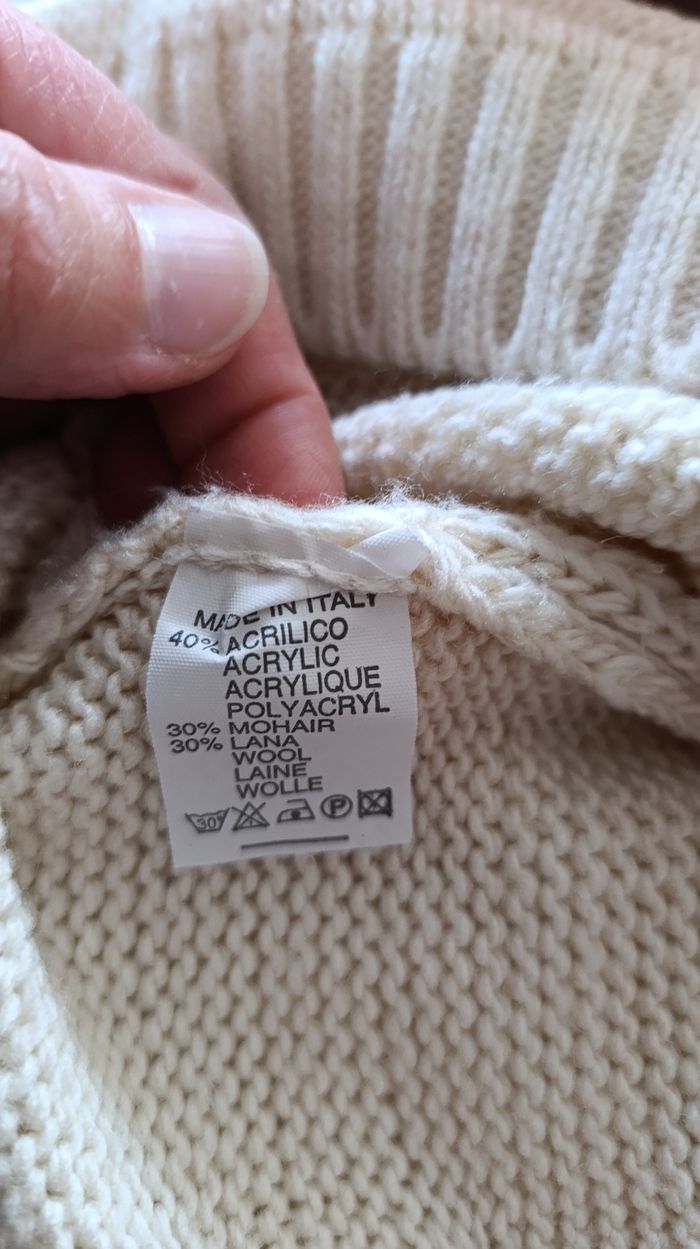 MADE IN ITALY
40% ACRILICO
ACRYLIC
ACRYLIQUE
POLYACRYL
30% MOHAIR
30% LANA
WOOL
LAINE
WOLLE
30° P